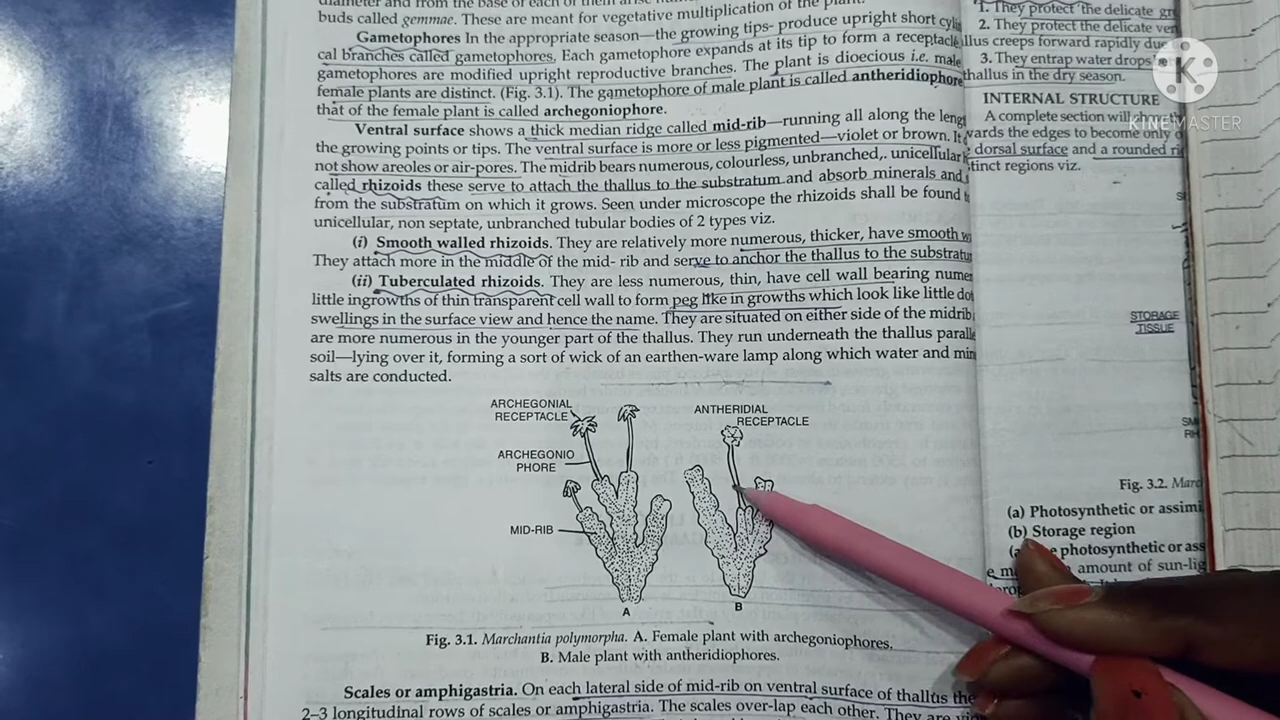 diameter and from the base of each of them arise
buds called gemmae. These are meant for vegetative multiplication of the plant.
Gametophores In the appropriate season—the growing tips- produce upright short
cal branches called gametophores, Each gametophore expands at its tip to form a receptacle
gametophores are modified upright reproductive branches. The plant is dioecious i.e. male
female plants are distinct. (Fig. 3.1). The gametophore of male plant is called antheridiophore
that of the female plant is called archegoniophore.
Ventral surface shows a thick median ridge called mid-rib—running all along the
the growing points or tips. The ventral surface is more or less pigmented—violet or brown. It
not show areoles or air-pores. The midrib bears numerous, colourless, unbranched,. unicellular
called rhizoids these serve to attach the thallus to the substratum and absorb minerals and
from the substratum on which it grows. Seen under microscope the rhizoids shall be found
unicellular, non septate, unbranched tubular bodies of 2 types viz.
(i) Smooth walled rhizoids. They are relatively more numerous, thicker, have smooth
They attach more in the middle of the mid- rib and serve to anchor the thallus to the
(ii) Tuberculated rhizoids. They are less numerous, thin, have cell wall bearing
little ingrowths of thin transparent cell wall to form peg like in growths which look like little
swellings in the surface view and hence the name. They are situated on either side of the midrib
are more numerous in the younger part of the thallus. They run underneath the thallus
soil—lying over it, forming a sort of wick of an earthen-ware lamp along which water and
salts are conducted.
ARCHEGONIAL
RECEPTACLE
ARCHEGONIO
PHORE
MID-RIB
A
ANTHERIDIAL
RECEPTACLE
B
Fig. 3.1. Marchantia polymorpha. A. Female plant with archegoniophores,
B. Male plant with antheridiophores.
Scales or amphigastria. On each lateral side of mid-rib on ventral surface of thallus the
2–3 longitudinal rows of scales or amphigastria. The scales over-lap each other. They are
1. They protect the delicate
2. They protect the delicate
creeps forward rapidly
3. They entrap water drops
thallus in the dry season.
INTERNAL STRUCTURE
A complete section will
the edges to become only
dorsal surface and a rounded
regions viz.
STORAGE
TISSUE
Fig. 3.2.
(a) Photosynthetic or
(b) Storage region
photosynthetic or
amount of
K
KINEMASTER